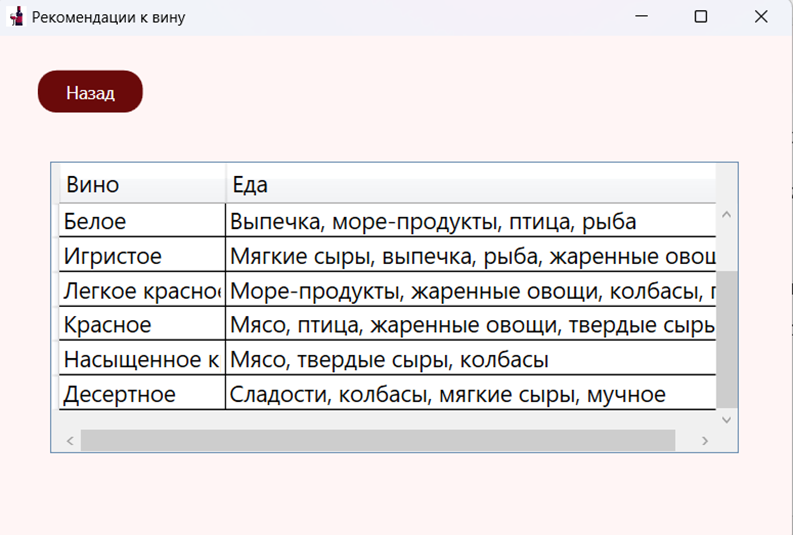 Рекомендации к вину
Назад
Вино Еда
Белое Выпечка, море-продукты, птица, рыба
Игристое Мягкие сыры, выпечка, рыба, жаренные овощ
Легкое красно Море-продукты, жаренные овощи, колбасы,
Красное Мясо, птица, жаренные овощи, твердые сыры
Насыщенное к Мясо, твердые сыры, колбасы
Десертное Сладости, колбасы, мягкие сыры, мучное